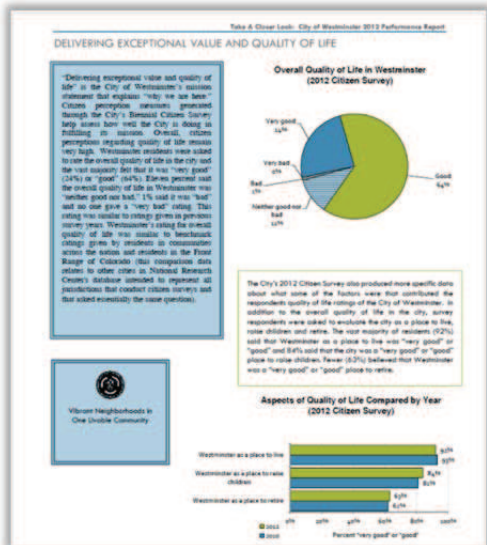 Take A Closer Look: City of Westminster 2012 Performance Report
DELIVERING EXCEPTIONAL VALUE AND QUALITY OF LIFE
"Delivering exceptional value and quality of
life" is the City of Westminster's mission
statement that explains "why we are here."
Citizen perception measures generated
through the City's Biennial Citizen Survey
help assess how well the City is doing in
fulfilling its mission. Overall, citizen
perceptions regarding quality of life remain
very high. Westminster residents were asked
to rate the overall quality of life in the city and
the vast majority felt that it was "very good"
(24%) or "good" (64%). Eleven percent said
the overall quality of life in Westminster was
"neither good nor bad," 1% said it was "bad"
and no one gave a "very bad" rating. This
rating was similar to ratings given in previous
survey years. Westminster's rating for overall
quality of life was similar to benchmark
ratings given by residents in communities
across the nation and residents in the Front
Range of Colorado (this comparison data
relates to other cities in National Research
Center's database intended to represent all
jurisdictions that conduct citizen surveys and
that asked essentially the same question).
Vibrant Neighborhoods in
One Livable Community
Overall Quality of Life in Westminster
(2012 Citizen Survey)
Very good
24%
Very bad
0%
Bad
1%
Neither good nor
bad
11%
Good
64%
The City's 2012 Citizen Survey also produced more specific data
about what some of the factors were that contributed the
respondents quality of life ratings of the City of Westminster. In
addition to the overall quality of life in the city, survey
respondents were asked to evaluate the city as a place to live,
raise children and retire. The vast majority of residents (92%)
said that Westminster as a place to live was "very good" or
"good" and 84% said that the city was a "very good" or "good"
place to raise children. Fewer (63%) believed that Westminster
was a "very good" or "good" place to retire.
Aspects of Quality of Life Compared by Year
(2012 Citizen Survey)
Westminster as a place to live
Westminster as a place to raise
children
84%
Westminster as a place to retire
63%
0% 20% 40% 60% 80% 100%
2012
2010
Percent "very good" or "good"